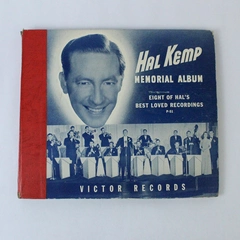 HAL KEMP
MEMORIAL ALBUM
EIGHT OF HAL'S
BEST LOVED RECORDINGS
VICTOR RECORDS